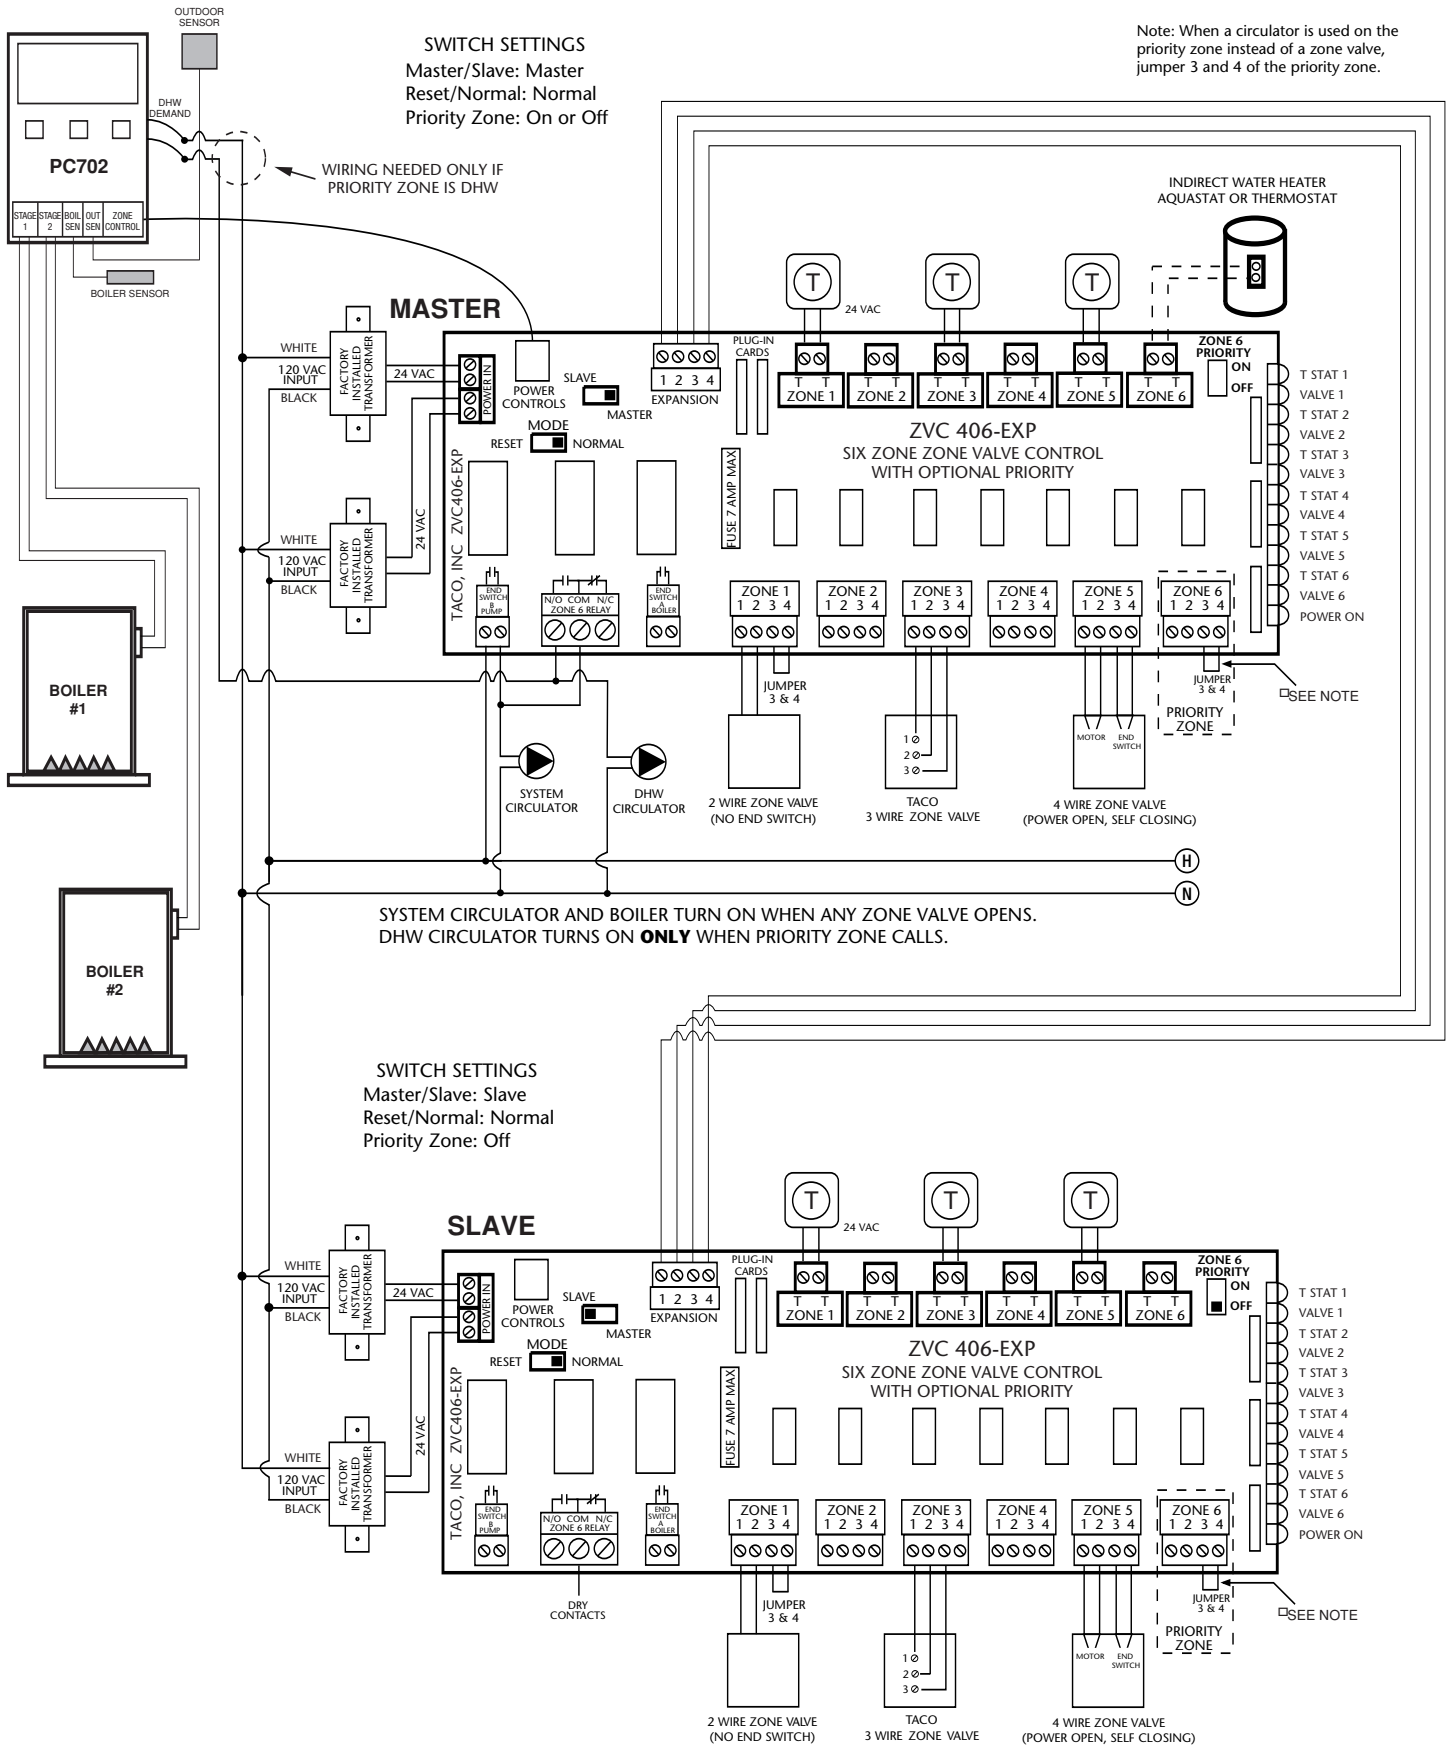 OUTDOOR
SENSOR
SWITCH SETTINGS
Master/Slave: Master
Reset/Normal: Normal
Priority Zone: On or Off
Note: When a circulator is used on the
priority zone instead of a zone valve,
jumper 3 and 4 of the priority zone.
DHW
DEMAND
PC702
WIRING NEEDED ONLY IF
PRIORITY ZONE IS DHW
STAGE 1
STAGE 2
BOIL SEN
OUT SEN
ZONE CONTROL
BOILER SENSOR
INDIRECT WATER HEATER
AQUASTAT OR THERMOSTAT
MASTER
T
T
T
24 VAC
WHITE
120 VAC
INPUT
BLACK
FACTORY
INSTALLED
TRANSFORMER
24 VAC
POWER IN
POWER
CONTROLS
SLAVE
MASTER
MODE
RESET
NORMAL
1 2 3 4
EXPANSION
PLUG-IN
CARDS
T T
ZONE 1
T T
ZONE 2
T T
ZONE 3
T T
ZONE 4
T T
ZONE 5
T T
ZONE 6
ZONE 6
PRIORITY
ON
OFF
T STAT 1
VALVE 1
T STAT 2
VALVE 2
T STAT 3
VALVE 3
T STAT 4
VALVE 4
T STAT 5
VALVE 5
T STAT 6
VALVE 6
POWER ON
ZVC 406-EXP
SIX ZONE ZONE VALVE CONTROL
WITH OPTIONAL PRIORITY
FUSE 7 AMP MAX
TACO, INC ZVC406-EXP
WHITE
120 VAC
INPUT
BLACK
FACTORY
INSTALLED
TRANSFORMER
24 VAC
END
SWITCH
B
PUMP
N/O COM N/C
ZONE 6 RELAY
END
SWITCH
A
BOILER
ZONE 1
1 2 3 4
ZONE 2
1 2 3 4
ZONE 3
1 2 3 4
ZONE 4
1 2 3 4
ZONE 5
1 2 3 4
ZONE 6
1 2 3 4
JUMPER
3 & 4
JUMPER
3 & 4
PRIORITY
ZONE
SEE NOTE
BOILER
#1
SYSTEM
CIRCULATOR
DHW
CIRCULATOR
2 WIRE ZONE VALVE
(NO END SWITCH)
1
2
3
TACO
3 WIRE ZONE VALVE
MOTOR
END
SWITCH
4 WIRE ZONE VALVE
(POWER OPEN, SELF CLOSING)
H
N
SYSTEM CIRCULATOR AND BOILER TURN ON WHEN ANY ZONE VALVE OPENS.
DHW CIRCULATOR TURNS ON ONLY WHEN PRIORITY ZONE CALLS.
BOILER
#2
SWITCH SETTINGS
Master/Slave: Slave
Reset/Normal: Normal
Priority Zone: Off
SLAVE
T
T
T
24 VAC
WHITE
120 VAC
INPUT
BLACK
FACTORY
INSTALLED
TRANSFORMER
24 VAC
POWER IN
POWER
CONTROLS
SLAVE
MASTER
MODE
RESET
NORMAL
1 2 3 4
EXPANSION
PLUG-IN
CARDS
T T
ZONE 1
T T
ZONE 2
T T
ZONE 3
T T
ZONE 4
T T
ZONE 5
T T
ZONE 6
ZONE 6
PRIORITY
ON
OFF
T STAT 1
VALVE 1
T STAT 2
VALVE 2
T STAT 3
VALVE 3
T STAT 4
VALVE 4
T STAT 5
VALVE 5
T STAT 6
VALVE 6
POWER ON
ZVC 406-EXP
SIX ZONE ZONE VALVE CONTROL
WITH OPTIONAL PRIORITY
FUSE 7 AMP MAX
TACO, INC ZVC406-EXP
WHITE
120 VAC
INPUT
BLACK
FACTORY
INSTALLED
TRANSFORMER
24 VAC
END
SWITCH
B
PUMP
N/O COM N/C
ZONE 6 RELAY
END
SWITCH
A
BOILER
ZONE 1
1 2 3 4
ZONE 2
1 2 3 4
ZONE 3
1 2 3 4
ZONE 4
1 2 3 4
ZONE 5
1 2 3 4
ZONE 6
1 2 3 4
DRY
CONTACTS
JUMPER
3 & 4
JUMPER
3 & 4
PRIORITY
ZONE
SEE NOTE
2 WIRE ZONE VALVE
(NO END SWITCH)
1
2
3
TACO
3 WIRE ZONE VALVE
MOTOR
END
SWITCH
4 WIRE ZONE VALVE
(POWER OPEN, SELF CLOSING)